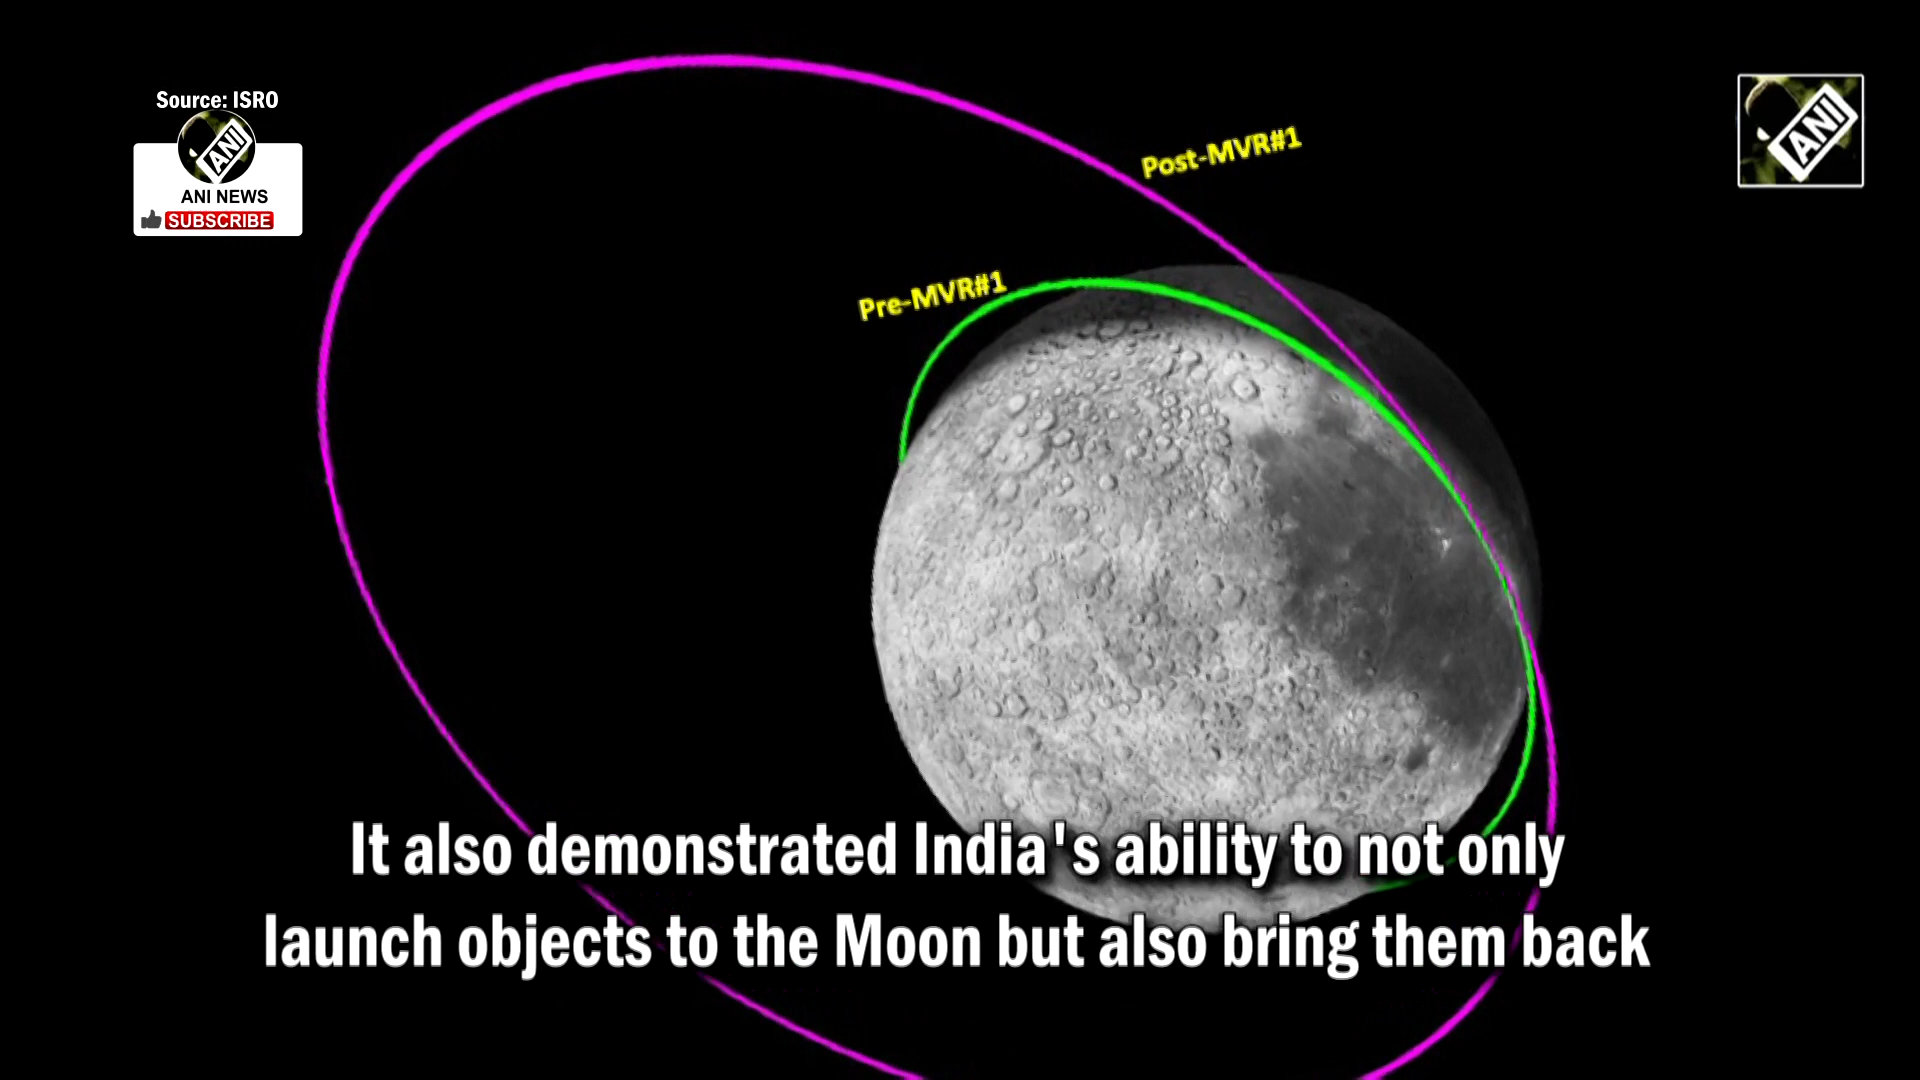 Source: ISRO
ANI
ANI NEWS
SUBSCRIBE
ANI
Post-MVR#1
Pre-MVR#1
It also demonstrated India's ability to not only
launch objects to the Moon but also bring them back